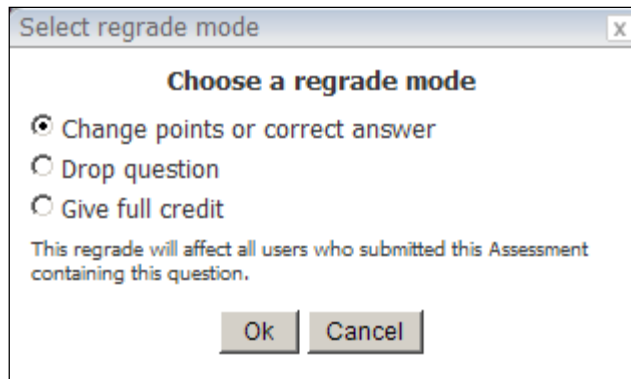 Select regrade mode x
Choose a regrade mode
Change points or correct answer
Drop question
Give full credit
This regrade will affect all users who submitted this Assessment
containing this question.
Ok Cancel